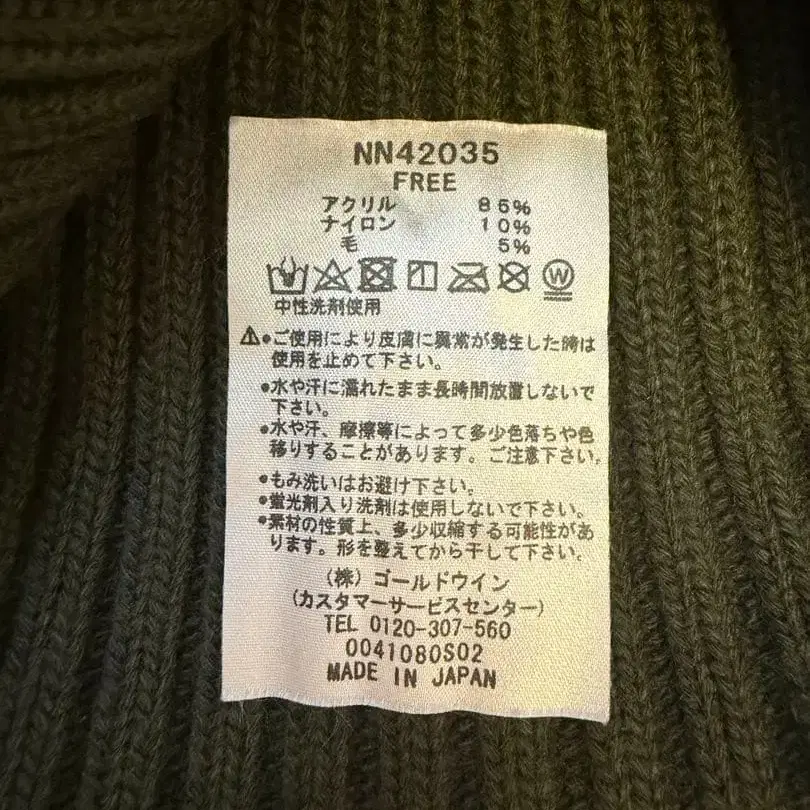 NN42035
FREE
アクリル 85%
ナイロン 10%
毛 5%
W
中性洗剤使用
⚠●ご使用により皮膚に異常が発生した時は
使用を止めて下さい。
●水や汗に濡れたまま長時間放置しないで
下さい。
●水や汗、摩擦等によって多少色落ちや色
移りすることがあります。ご注意下さい。
●もみ洗いはお避け下さい。
●蛍光剤入り洗剤は使用しないで下さい。
●素材の性質上、多少収縮する可能性があ
ります。形を整えてから干して下さい。
(株)ゴールドウイン
(カスタマーサービスセンター)
TEL 0120-307-560
0041080S02
MADE IN JAPAN